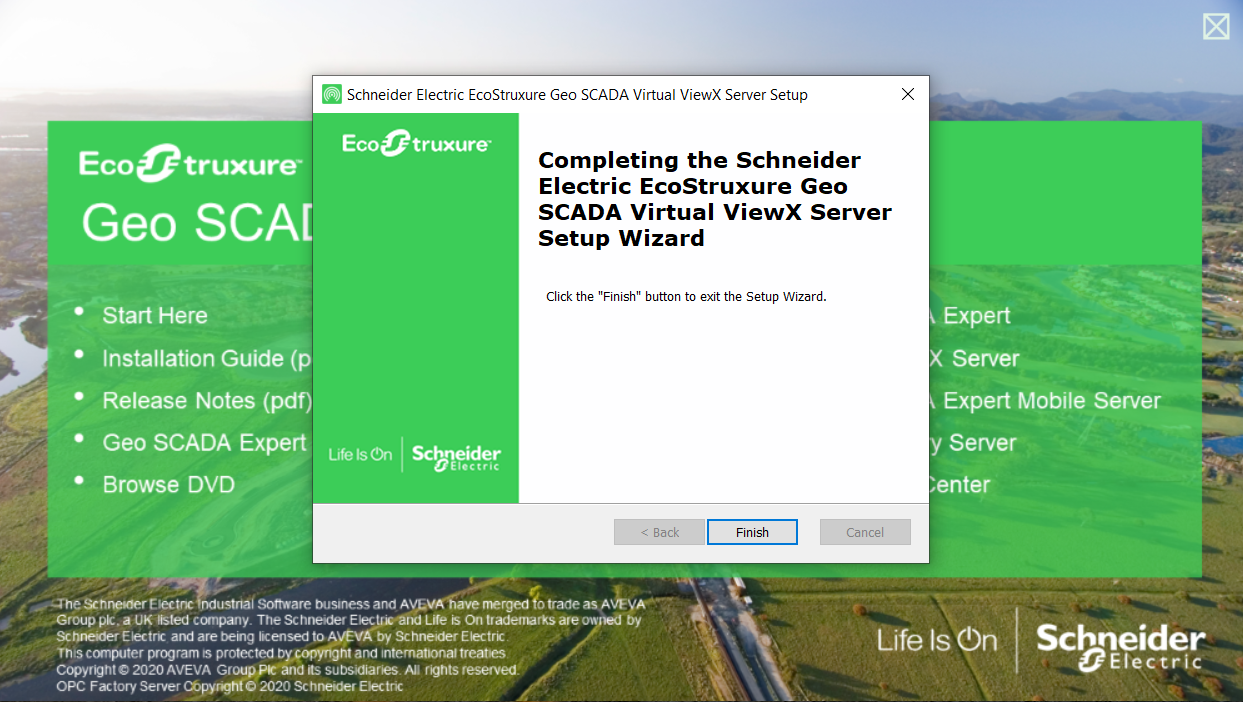 Schneider Electric EcoStruxure Geo SCADA Virtual ViewX Server Setup
EcoStruxure™
Completing the Schneider
Electric EcoStruxure Geo
SCADA Virtual ViewX Server
Setup Wizard
Click the "Finish" button to exit the Setup Wizard.
Life Is On
Schneider
Electric
< Back
Finish
Cancel
EcoStruxure™
Geo SCAD
• Start Here
• Installation Guide (p
• Release Notes (pdf)
• Geo SCADA Expert
• Browse DVD
A Expert
X Server
A Expert Mobile Server
y Server
Center
The Schneider Electric Industrial Software business and AVEVA have merged to trade as AVEVA
Group plc, a UK listed company. The Schneider Electric and Life is On trademarks are owned by
Schneider Electric and are being licensed to AVEVA by Schneider Electric.
This computer program is protected by copyright and international treaties.
Copyright © 2020 AVEVA Group Plc and its subsidiaries. All rights reserved.
OPC Factory Server Copyright © 2020 Schneider Electric
Life Is On
Schneider
Electric